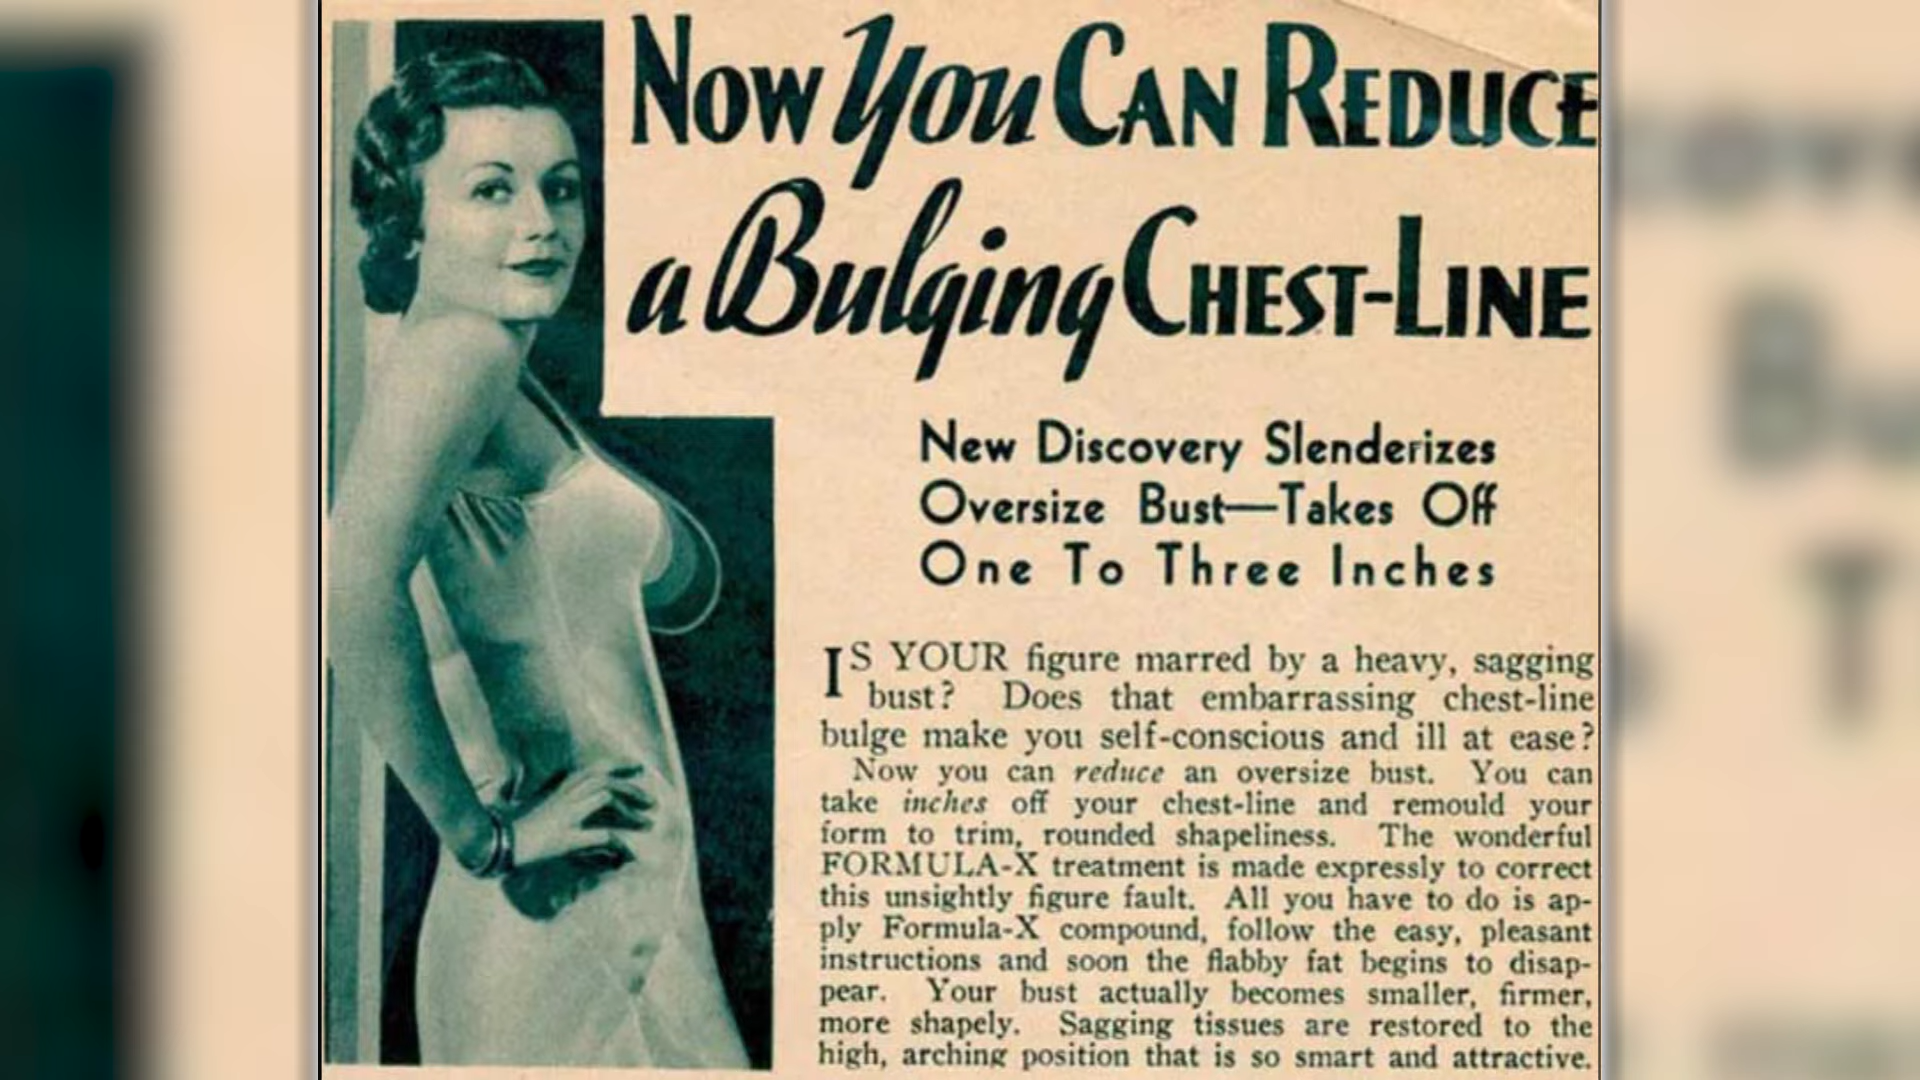 NOW You CAN REDUCE
a Bulging CHEST-LINE
New Discovery Slenderizes
Oversize Bust—Takes Off
One To Three Inches
IS YOUR figure marred by a heavy, sagging
bust? Does that embarrassing chest-line
bulge make you self-conscious and ill at ease?
Now you can reduce an oversize bust. You can
take inches off your chest-line and remould your
form to trim, rounded shapeliness. The wonderful
FORMULA-X treatment is made expressly to correct
this unsightly figure fault. All you have to do is ap-
ply Formula-X compound, follow the easy, pleasant
instructions and soon the flabby fat begins to disap-
pear. Your bust actually becomes smaller, firmer,
more shapely. Sagging tissues are restored to the
high, arching position that is so smart and attractive.